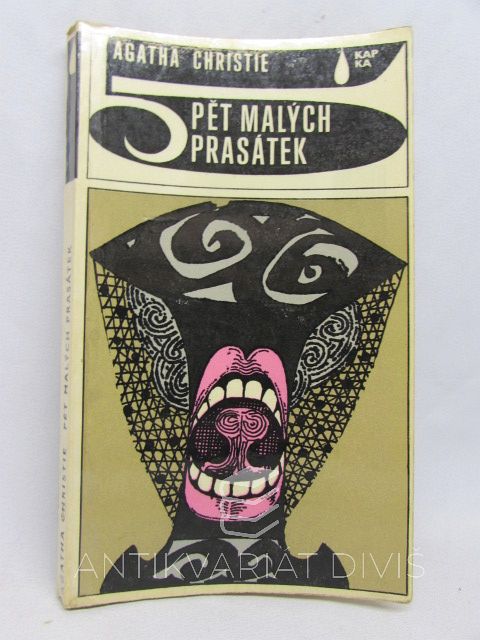 AGATHA CHRISTIE
KAP
KA
5 PĚT MALÝCH
PRASÁTEK
AGATHA CHRISTIE PĚT MALÝCH PRASÁTEK
ANTIKVARIÁT DIVIŠ